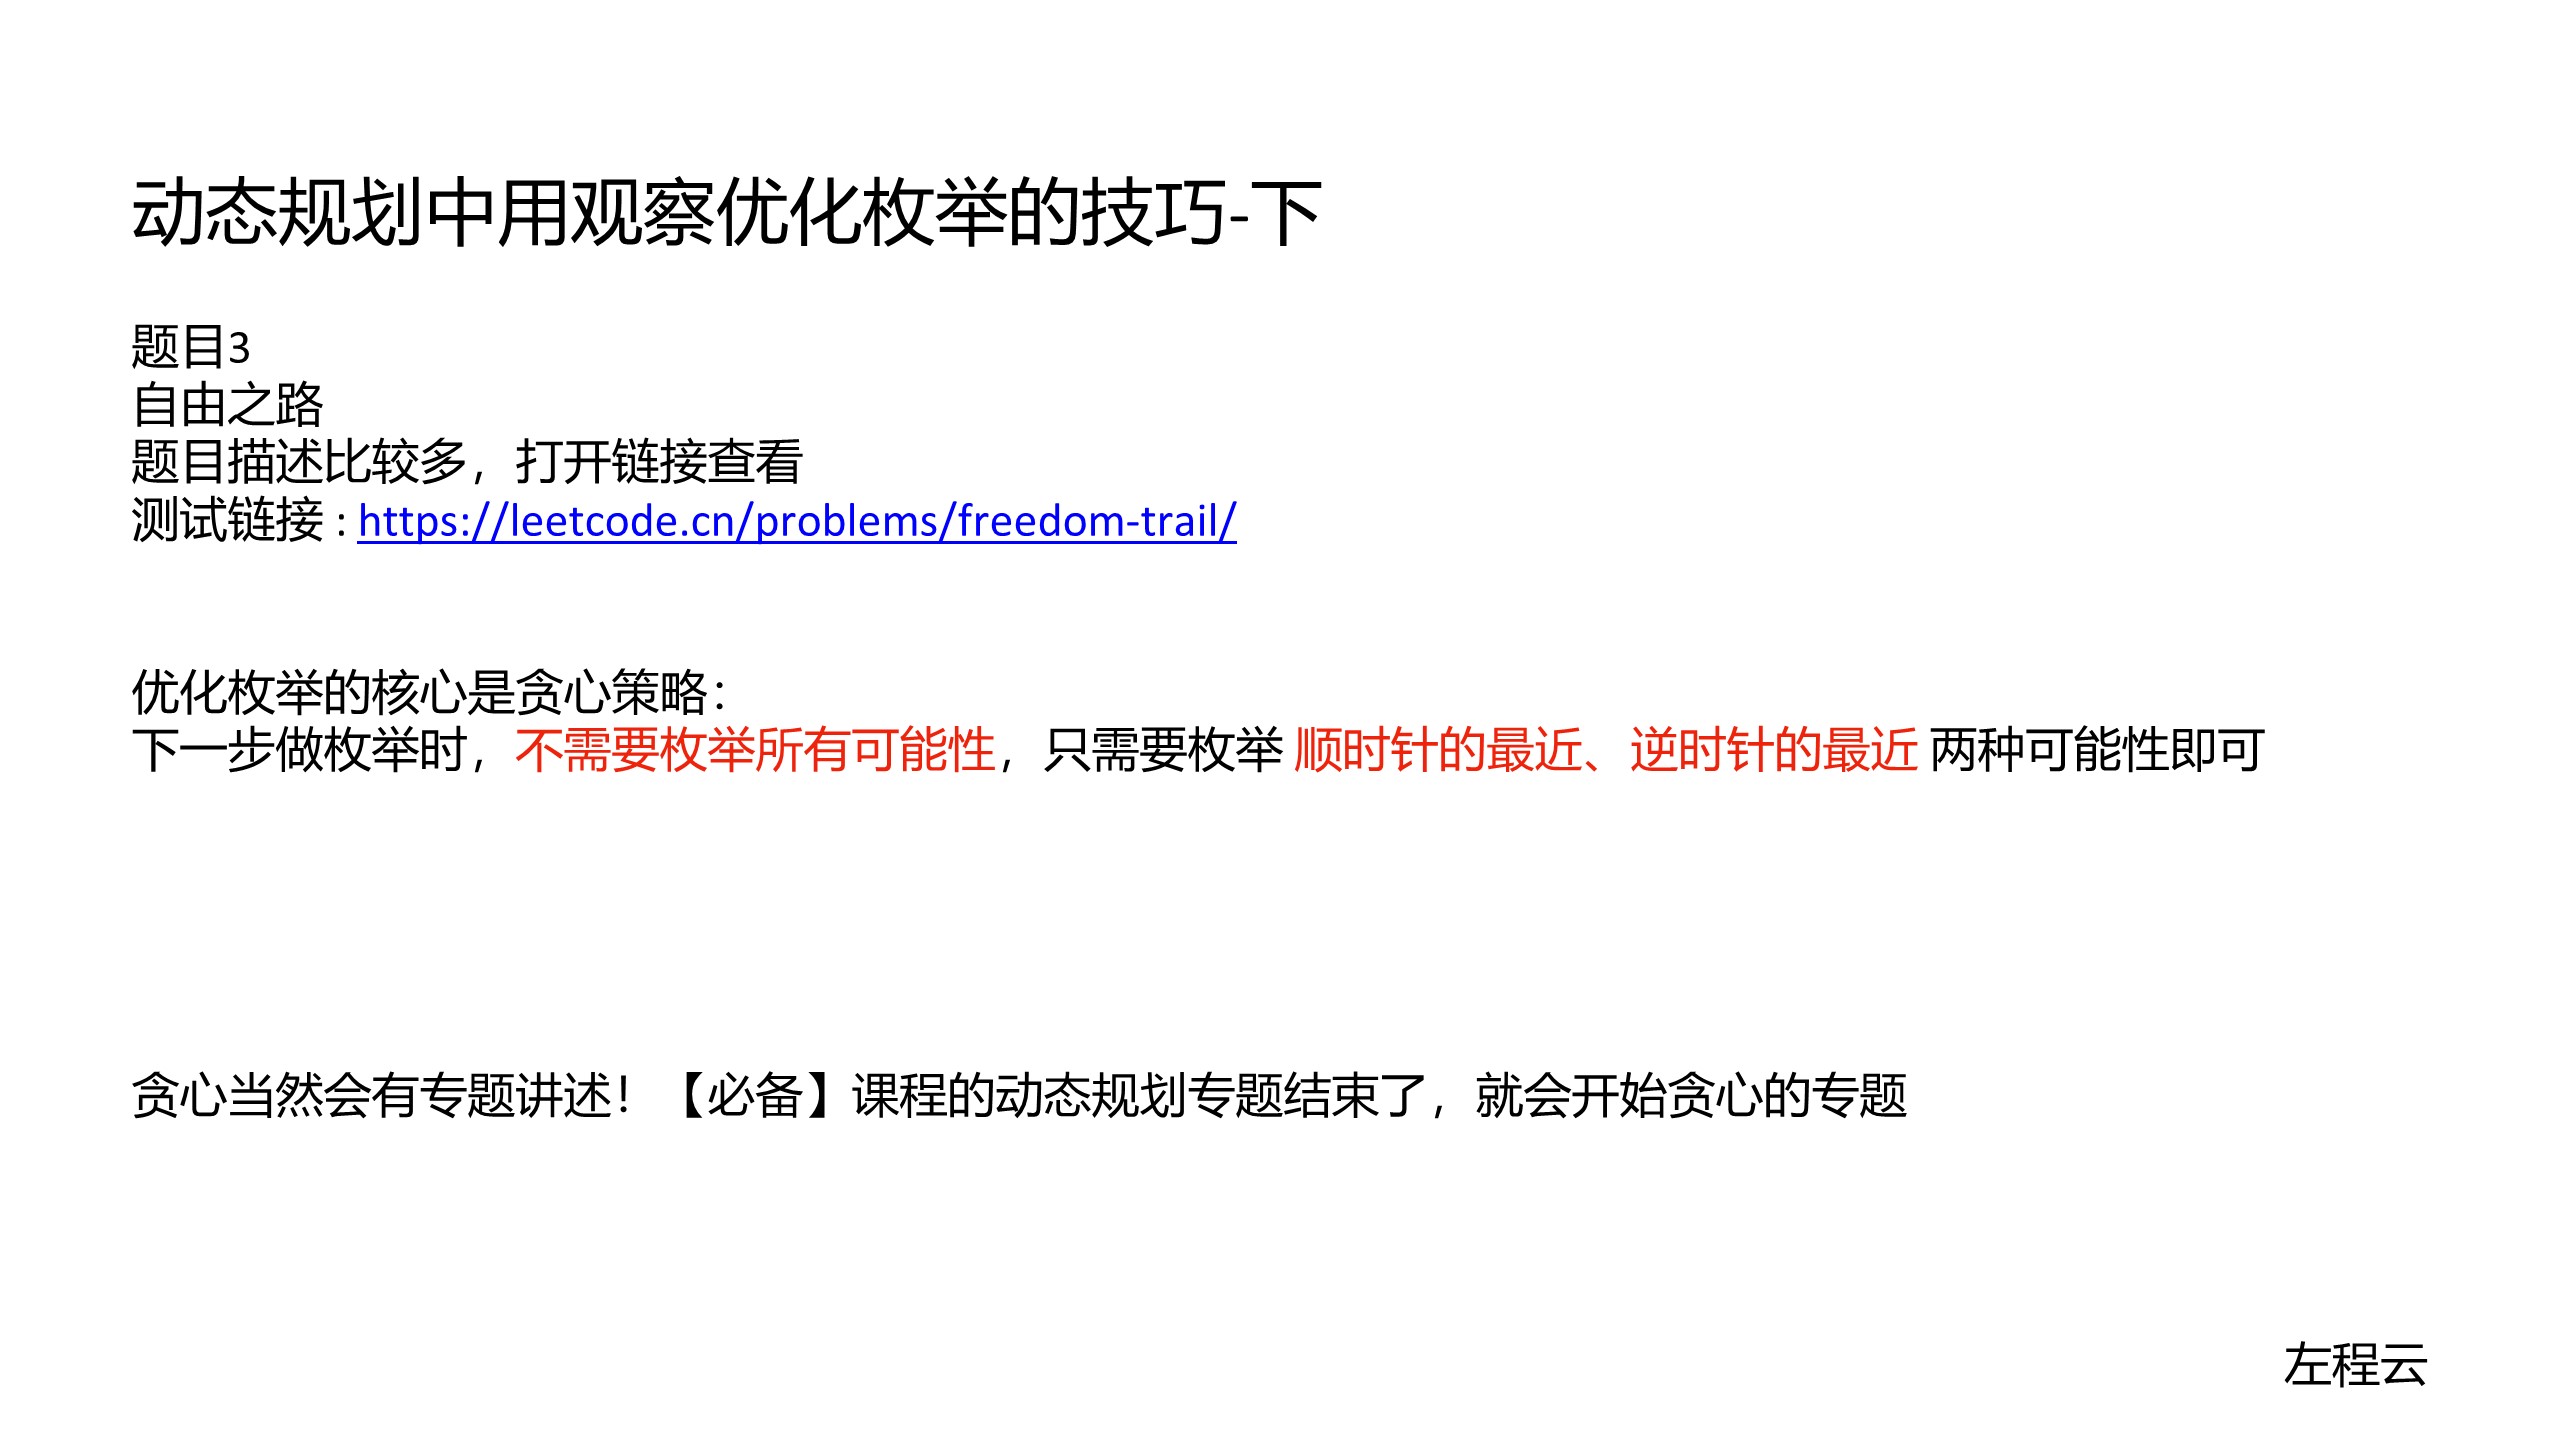 动态规划中用观察优化枚举的技巧-下
题目3
自由之路
题目描述比较多，打开链接查看
测试链接 : https://leetcode.cn/problems/freedom-trail/
优化枚举的核心是贪心策略：
下一步做枚举时，不需要枚举所有可能性，只需要枚举 顺时针的最近、逆时针的最近 两种可能性即可
贪心当然会有专题讲述！【必备】课程的动态规划专题结束了，就会开始贪心的专题
左程云